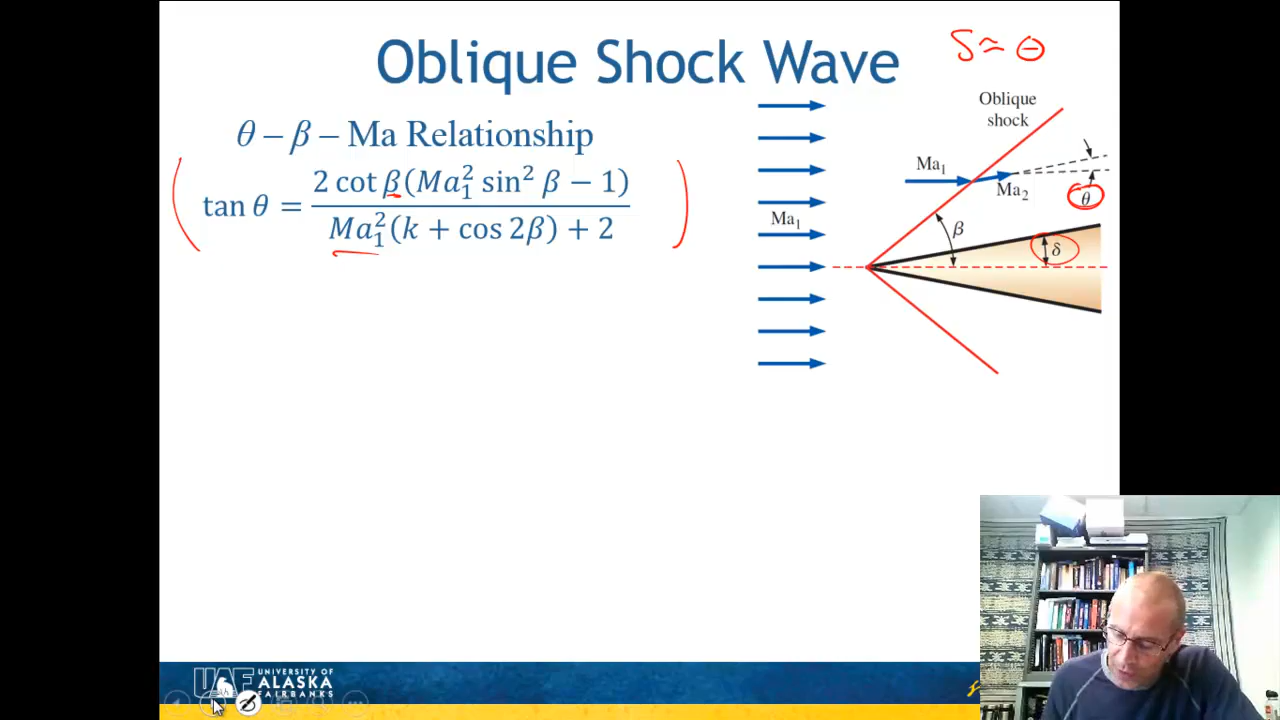 Oblique Shock Wave
δ ≈ θ
θ − β − Ma Relationship
tan θ = 2 cot β(Ma₁² sin² β − 1) / Ma₁²(k + cos 2β) + 2
Oblique
shock
Ma₁
Ma₂
θ
Ma₁
β
δ
UAF UNIVERSITY OF
ALASKA
FAIRBANKS